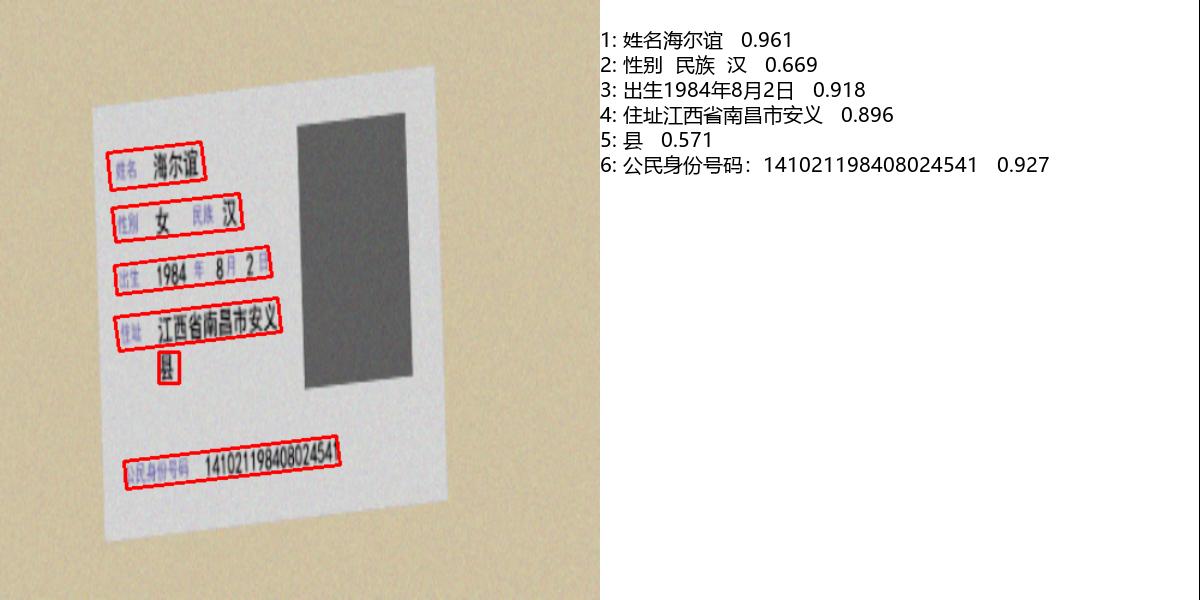 姓名 海尔谊
性别 女 民族 汉
出生 1984 年 8 月 2 日
住址 江西省南昌市安义
县
公民身份号码 141021198408024541
1: 姓名海尔谊 0.961
2: 性别 民族 汉 0.669
3: 出生1984年8月2日 0.918
4: 住址江西省南昌市安义 0.896
5: 县 0.571
6: 公民身份号码：141021198408024541 0.927